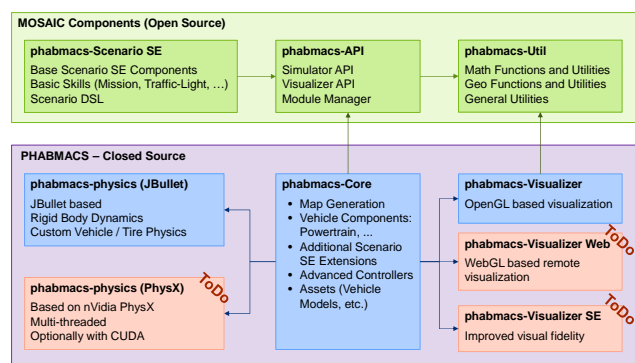 MOSAIC Components (Open Source)
phabmacs-Scenario SE
Base Scenario SE Components
Basic Skills (Mission, Traffic-Light, …)
Scenario DSL
phabmacs-API
Simulator API
Visualizer API
Module Manager
phabmacs-Util
Math Functions and Utilities
Geo Functions and Utilities
General Utilities
PHABMACS – Closed Source
phabmacs-physics (JBullet)
JBullet based
Rigid Body Dynamics
Custom Vehicle / Tire Physics
phabmacs-physics (PhysX)
ToDo
Based on nVidia PhysX
Multi-threaded
Optionally with CUDA
phabmacs-Core
• Map Generation
• Vehicle Components:
Powertrain, ...
• Additional Scenario
SE Extensions
• Advanced Controllers
• Assets (Vehicle
Models, etc.)
phabmacs-Visualizer
OpenGL based visualization
phabmacs-Visualizer Web
ToDo
WebGL based remote
visualization
phabmacs-Visualizer SE
ToDo
Improved visual fidelity